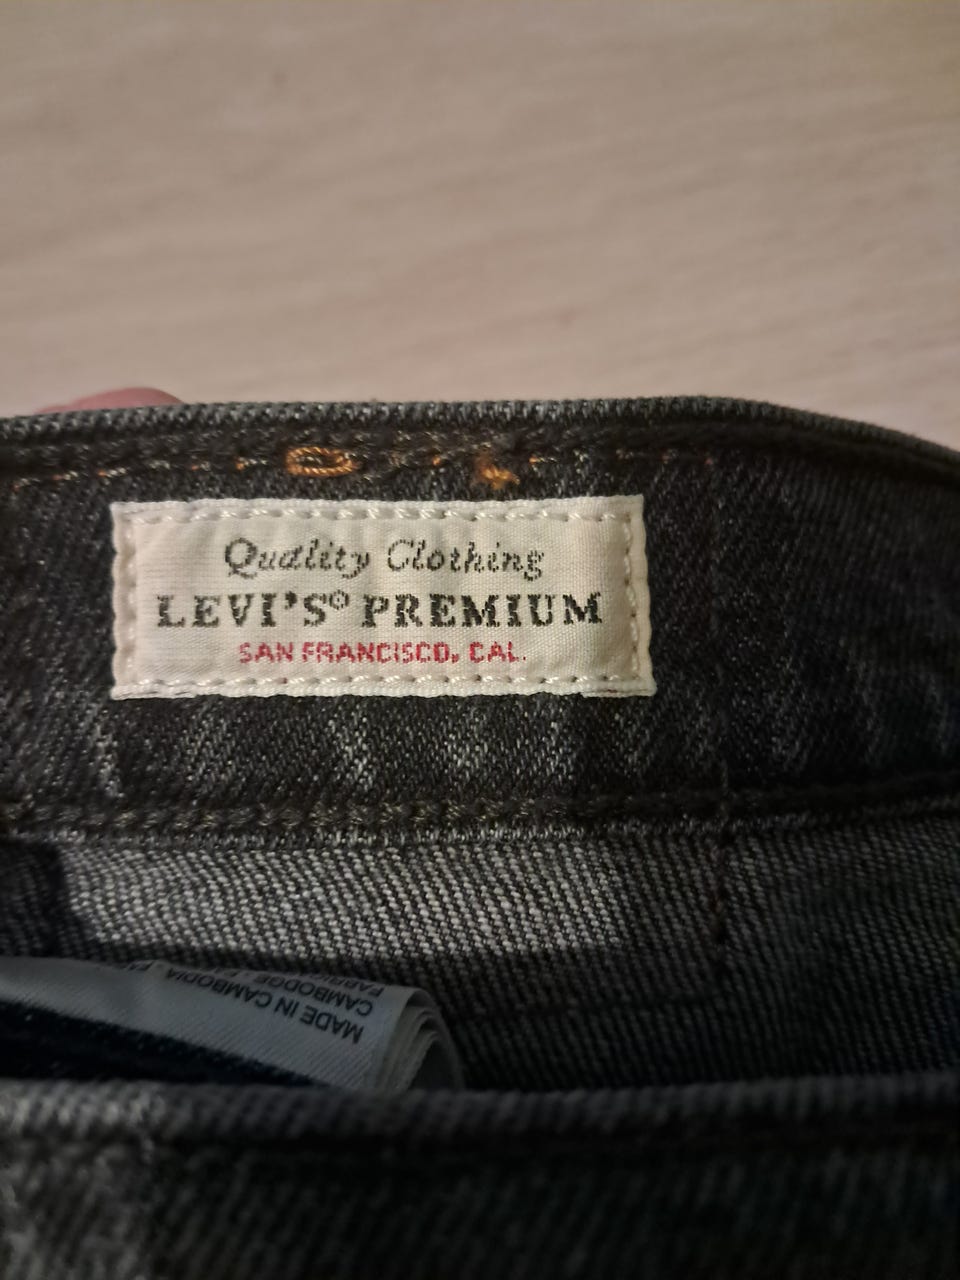 Quality Clothing
LEVI'S® PREMIUM
SAN FRANCISCO, CAL.
MADE IN CAMBODIA
CAMBODGE